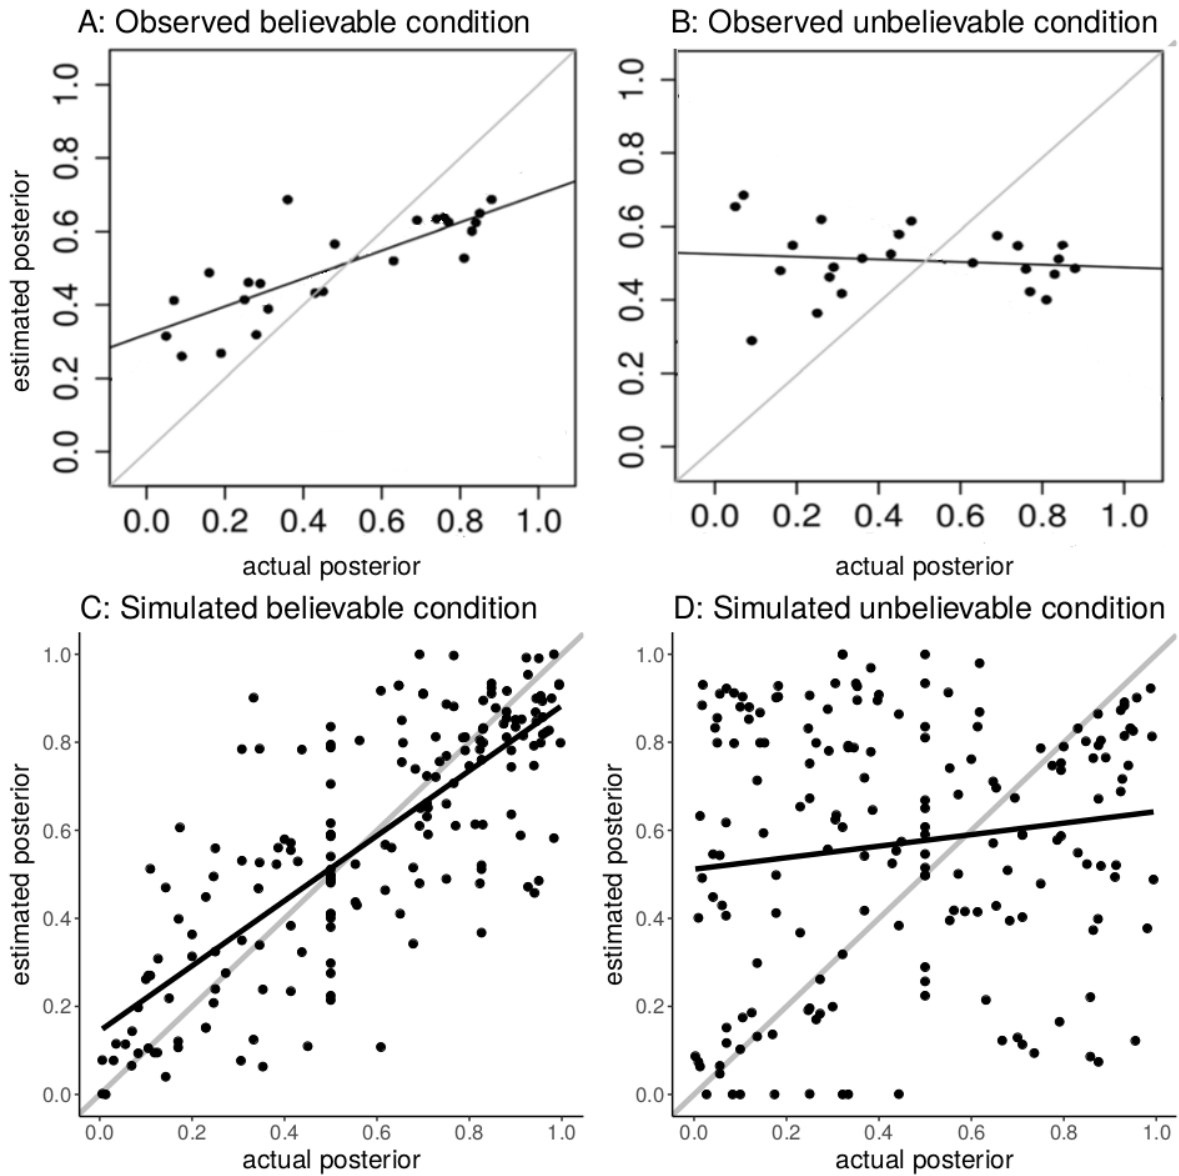 A: Observed believable condition
estimated posterior
1.0
0.8
0.6
0.4
0.2
0.0
0.0 0.2 0.4 0.6 0.8 1.0
actual posterior
B: Observed unbelievable condition
1.0
0.8
0.6
0.4
0.2
0.0
0.0 0.2 0.4 0.6 0.8 1.0
actual posterior
C: Simulated believable condition
estimated posterior
1.0
0.8
0.6
0.4
0.2
0.0
0.0 0.2 0.4 0.6 0.8 1.0
actual posterior
D: Simulated unbelievable condition
estimated posterior
1.0
0.8
0.6
0.4
0.2
0.0
0.0 0.2 0.4 0.6 0.8 1.0
actual posterior